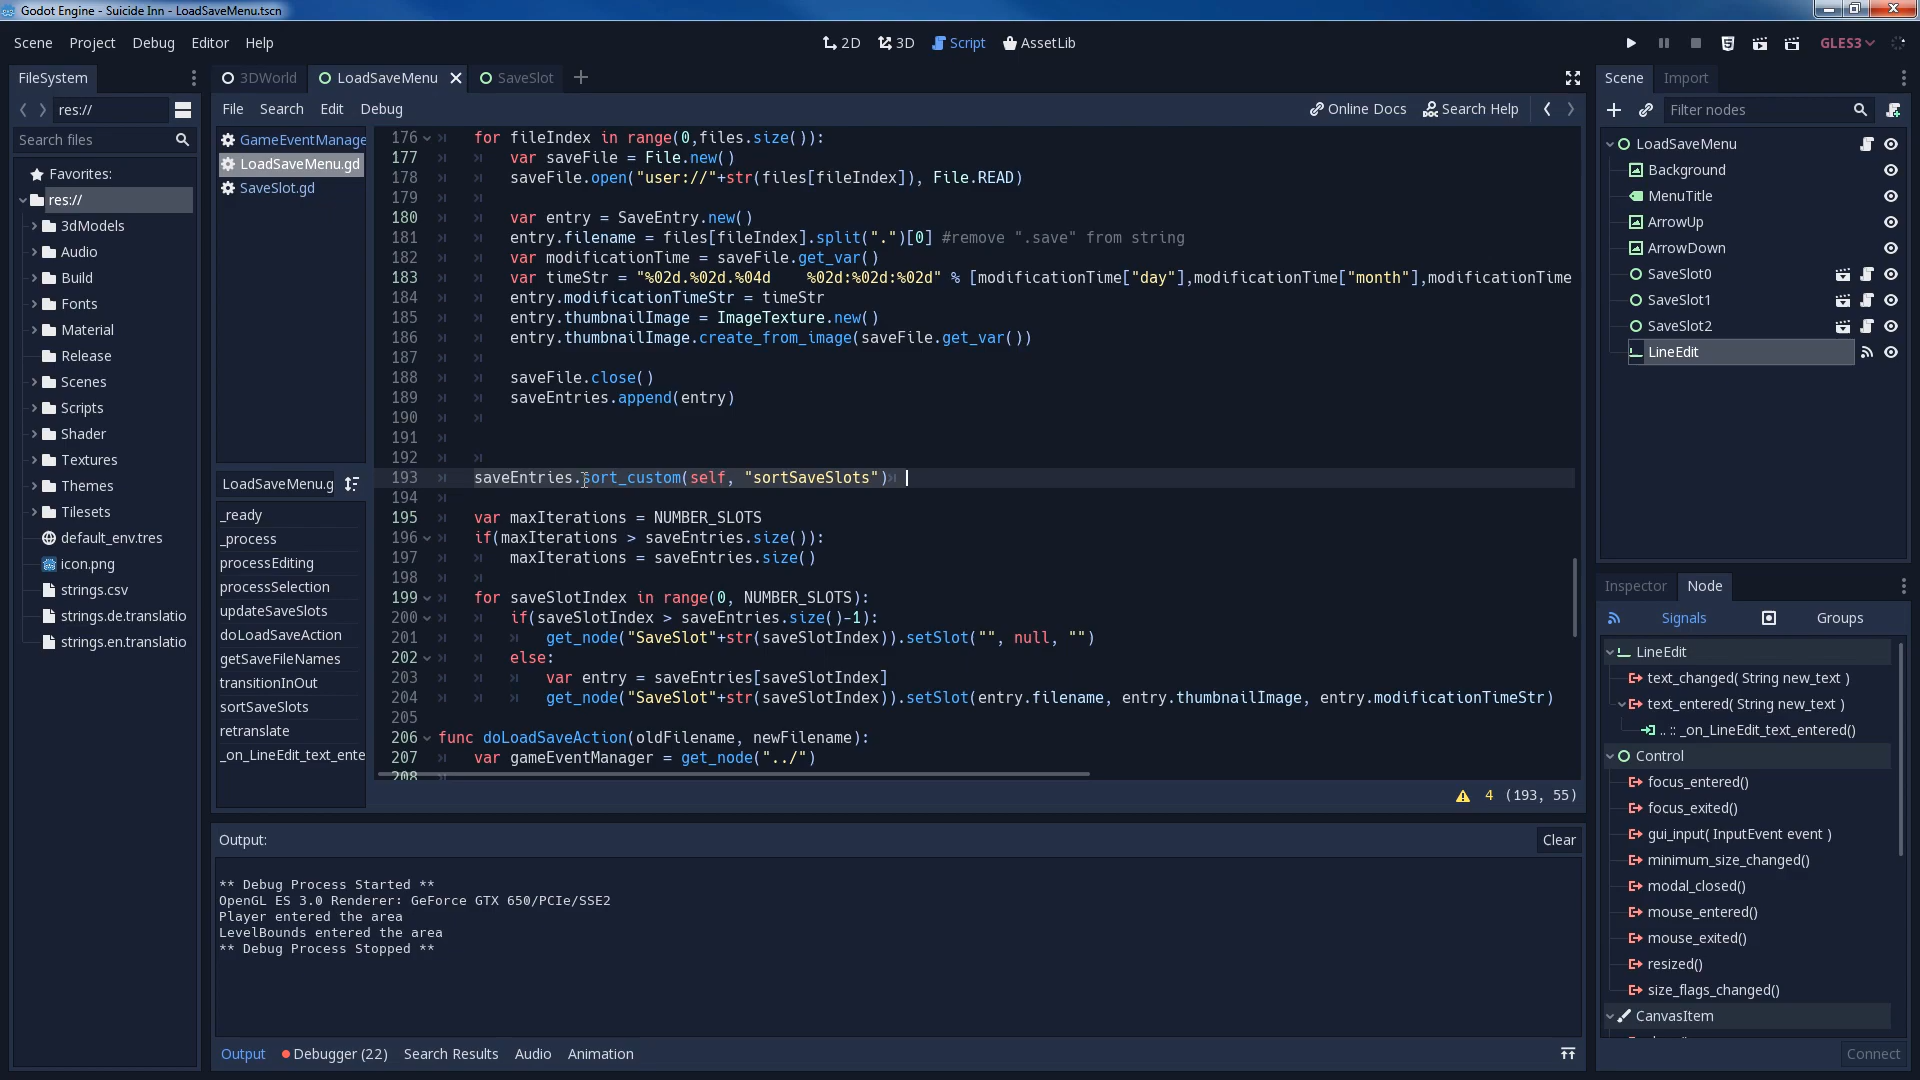 Godot Engine - Suicide Inn - LoadSaveMenu.tscn
Scene Project Debug Editor Help
2D 3D Script AssetLib
GLES3
FileSystem
res://
Search files
Favorites:
res://
3dModels
Audio
Build
Fonts
Material
Release
Scenes
Scripts
Shader
Textures
Themes
Tilesets
default_env.tres
icon.png
strings.csv
strings.de.translatio
strings.en.translatio
3DWorld LoadSaveMenu SaveSlot
File Search Edit Debug
Online Docs Search Help
GameEventManage
LoadSaveMenu.gd
SaveSlot.gd
LoadSaveMenu.g
_ready
_process
processEditing
processSelection
updateSaveSlots
doLoadSaveAction
getSaveFileNames
transitionInOut
sortSaveSlots
retranslate
_on_LineEdit_text_ente
176 for fileIndex in range(0,files.size()):
177 var saveFile = File.new()
178 saveFile.open("user://"+str(files[fileIndex]), File.READ)
179
180 var entry = SaveEntry.new()
181 entry.filename = files[fileIndex].split(".")[0] #remove ".save" from string
182 var modificationTime = saveFile.get_var()
183 var timeStr = "%02d.%02d.%04d    %02d:%02d:%02d" % [modificationTime["day"],modificationTime["month"],modificationTime
184 entry.modificationTimeStr = timeStr
185 entry.thumbnailImage = ImageTexture.new()
186 entry.thumbnailImage.create_from_image(saveFile.get_var())
187
188 saveFile.close()
189 saveEntries.append(entry)
190
191
192
193 saveEntries.sort_custom(self, "sortSaveSlots")
194
195 var maxIterations = NUMBER_SLOTS
196 if(maxIterations > saveEntries.size()):
197 maxIterations = saveEntries.size()
198
199 for saveSlotIndex in range(0, NUMBER_SLOTS):
200 if(saveSlotIndex > saveEntries.size()-1):
201 get_node("SaveSlot"+str(saveSlotIndex)).setSlot("", null, "")
202 else:
203 var entry = saveEntries[saveSlotIndex]
204 get_node("SaveSlot"+str(saveSlotIndex)).setSlot(entry.filename, entry.thumbnailImage, entry.modificationTimeStr)
205
206 func doLoadSaveAction(oldFilename, newFilename):
207 var gameEventManager = get_node("../")
208
4 (193, 55)
Output:
Clear
** Debug Process Started **
OpenGL ES 3.0 Renderer: GeForce GTX 650/PCIe/SSE2
Player entered the area
LevelBounds entered the area
** Debug Process Stopped **
Output Debugger (22) Search Results Audio Animation
Scene Import
Filter nodes
LoadSaveMenu
Background
MenuTitle
ArrowUp
ArrowDown
SaveSlot0
SaveSlot1
SaveSlot2
LineEdit
Inspector Node
Signals Groups
LineEdit
text_changed( String new_text )
text_entered( String new_text )
.. :: _on_LineEdit_text_entered()
Control
focus_entered()
focus_exited()
gui_input( InputEvent event )
minimum_size_changed()
modal_closed()
mouse_entered()
mouse_exited()
resized()
size_flags_changed()
CanvasItem
Connect